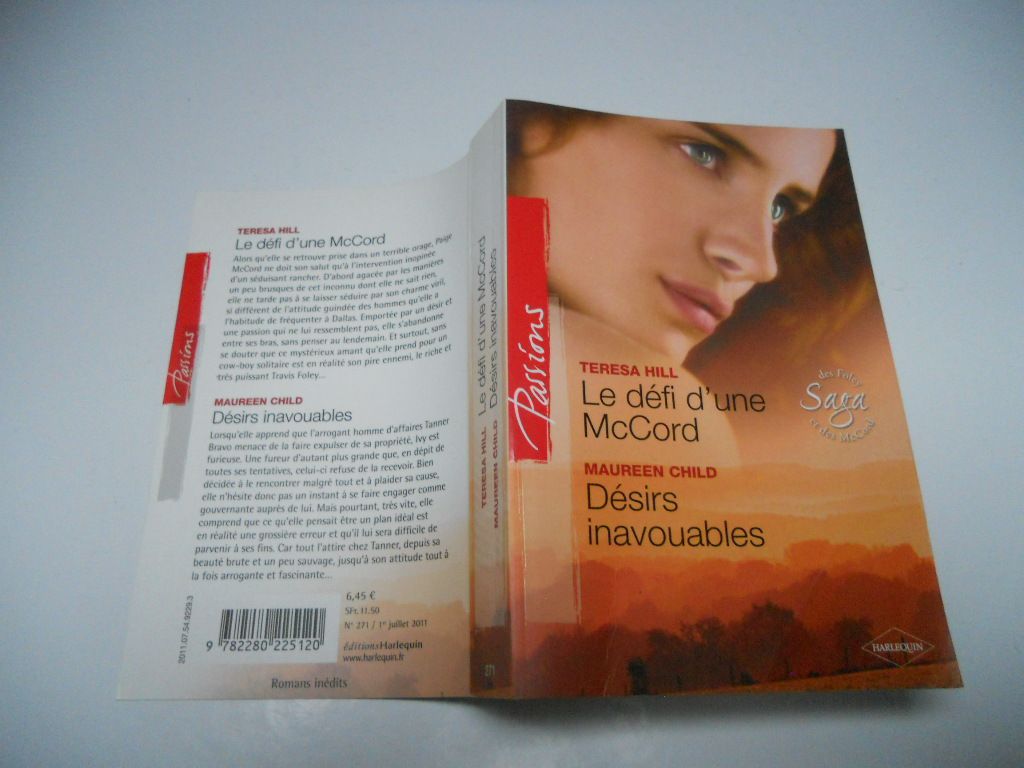 TERESA HILL
Le défi d'une McCord
Alors qu'elle se retrouve prise dans un terrible orage, Paige
McCord ne doit son salut qu'à l'intervention inopinée
d'un séduisant rancher. D'abord agacée par les manières
un peu brusques de cet inconnu dont elle ne sait rien,
elle ne tarde pas à se laisser séduire par son charme viril,
si différent de l'attitude guindée des hommes qu'elle a
l'habitude de fréquenter à Dallas. Emportée par un désir et
une passion qui ne lui ressemblent pas, elle s'abandonne
entre ses bras, sans penser au lendemain. Et surtout, sans
se douter que ce mystérieux amant qu'elle prend pour un
cow-boy solitaire est en réalité son pire ennemi, le riche et
très puissant Travis Foley...
MAUREEN CHILD
Désirs inavouables
Lorsqu'elle apprend que l'arrogant homme d'affaires Tanner
Bravo menace de la faire expulser de sa propriété, Ivy est
furieuse. Une fureur d'autant plus grande que, en dépit de
toutes ses tentatives, celui-ci refuse de la recevoir. Bien
décidée à le rencontrer malgré tout et à plaider sa cause,
elle n'hésite donc pas un instant à se faire engager comme
gouvernante auprès de lui. Mais pourtant, très vite, elle
comprend que ce qu'elle pensait être un plan idéal est
en réalité une grossière erreur et qu'il lui sera difficile de
parvenir à ses fins. Car tout l'attire chez Tanner, depuis sa
beauté brute et un peu sauvage, jusqu'à son attitude tout à
la fois arrogante et fascinante...
Passions
2011.07.54.9229.3
9 782280 225120
6,45 €
SFr. 11.50
N° 271 / 1er juillet 2011
éditionsHarlequin
www.harlequin.fr
Romans inédits
TERESA HILL Le défi d'une McCord
MAUREEN CHILD Désirs inavouables
271
Passions
TERESA HILL
Le défi d'une
McCord
des Foley
Saga
et des McCord
MAUREEN CHILD
Désirs
inavouables
HARLEQUIN